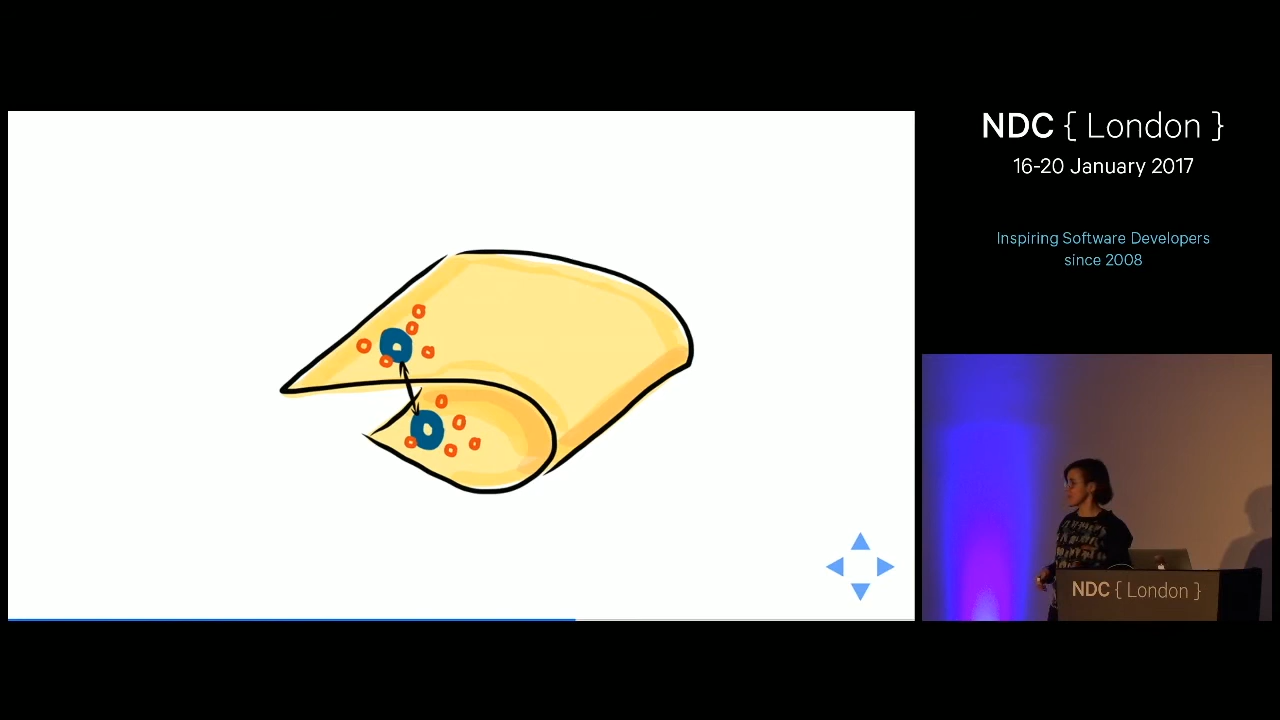 NDC { London }
16-20 January 2017
Inspiring Software Developers
since 2008
NDC { London }